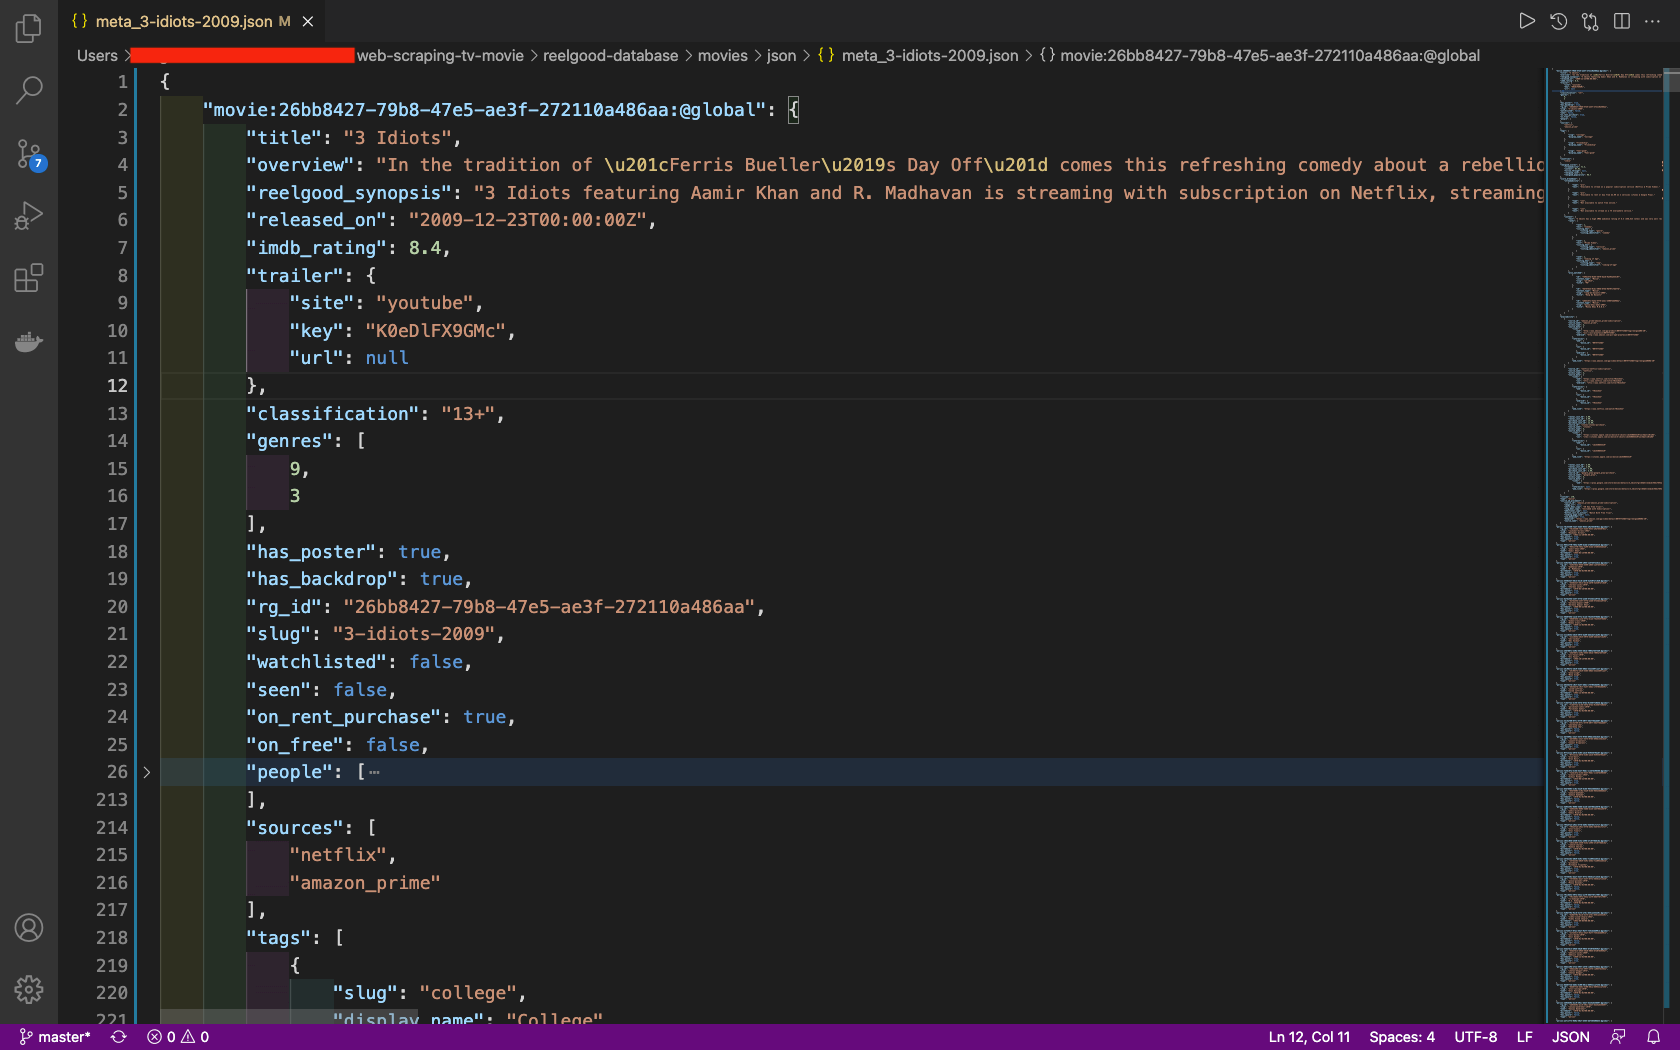 {} meta_3-idiots-2009.json M ×
Users > web-scraping-tv-movie > reelgood-database > movies > json > {} meta_3-idiots-2009.json > {} movie:26bb8427-79b8-47e5-ae3f-272110a486aa:@global
1 {
2 "movie:26bb8427-79b8-47e5-ae3f-272110a486aa:@global": {
3 "title": "3 Idiots",
4 "overview": "In the tradition of \u201cFerris Bueller\u2019s Day Off\u201d comes this refreshing comedy about a rebellio
5 "reelgood_synopsis": "3 Idiots featuring Aamir Khan and R. Madhavan is streaming with subscription on Netflix, streaming
6 "released_on": "2009-12-23T00:00:00Z",
7 "imdb_rating": 8.4,
8 "trailer": {
9 "site": "youtube",
10 "key": "K0eDlFX9GMc",
11 "url": null
12 },
13 "classification": "13+",
14 "genres": [
15 9,
16 3
17 ],
18 "has_poster": true,
19 "has_backdrop": true,
20 "rg_id": "26bb8427-79b8-47e5-ae3f-272110a486aa",
21 "slug": "3-idiots-2009",
22 "watchlisted": false,
23 "seen": false,
24 "on_rent_purchase": true,
25 "on_free": false,
26 > "people": [⋯
213 ],
214 "sources": [
215 "netflix",
216 "amazon_prime"
217 ],
218 "tags": [
219 {
220 "slug": "college",
221 "display_name": "College"
7
master* 0 0 Ln 12, Col 11 Spaces: 4 UTF-8 LF JSON